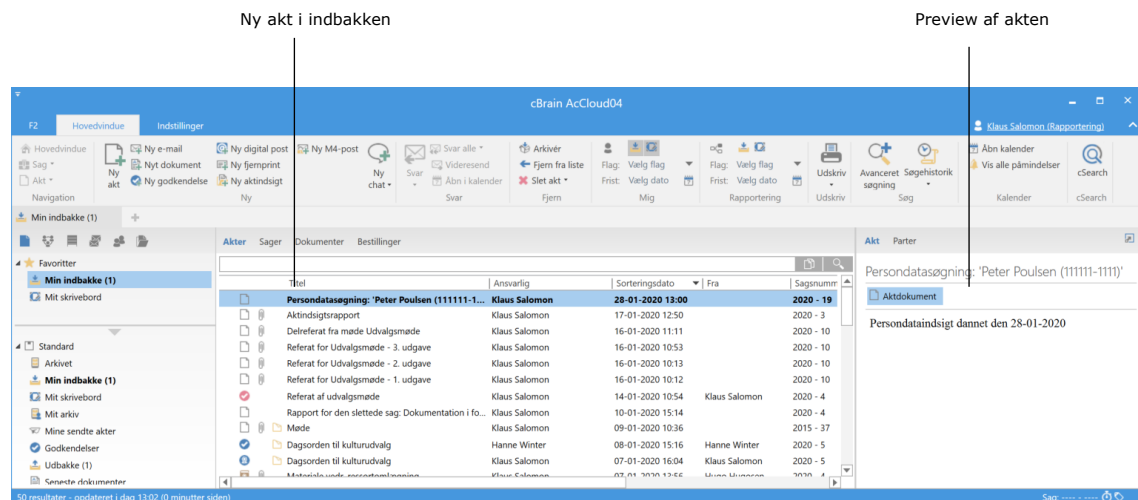 Ny akt i indbakken
Preview af akten
cBrain AcCloud04
F2 Hovedvindue Indstillinger
Klaus Salomon (Rapportering)
Hovedvindue
Sag
Akt
Navigation
Ny akt
Ny e-mail
Nyt dokument
Ny godkendelse
Ny digital post
Ny fjernprint
Ny aktindsigt
Ny M4-post
Ny
Ny chat
Svar
Svar alle
Videresend
Åbn i kalender
Svar
Arkivér
Fjern fra liste
Slet akt
Fjern
Flag: Vælg flag
Frist: Vælg dato
Mig
Flag: Vælg flag
Frist: Vælg dato
Rapportering
Udskriv
Udskriv
Avanceret søgning
Søgehistorik
Søg
Åbn kalender
Vis alle påmindelser
Kalender
cSearch
cSearch
Min indbakke (1)
Favoritter
Min indbakke (1)
Mit skrivebord
Standard
Arkivet
Min indbakke (1)
Mit skrivebord
Mit arkiv
Mine sendte akter
Godkendelser
Udbakke (1)
Seneste dokumenter
Akter Sager Dokumenter Bestillinger
Titel Ansvarlig Sorteringsdato Fra Sagsnumm
Persondatasøgning: 'Peter Poulsen (111111-1... Klaus Salomon 28-01-2020 13:00 2020 - 19
Aktindsigtsrapport Klaus Salomon 17-01-2020 12:50 2020 - 3
Delreferat fra møde Udvalgsmøde Klaus Salomon 16-01-2020 11:11 2020 - 10
Referat for Udvalgsmøde - 3. udgave Klaus Salomon 16-01-2020 10:53 2020 - 10
Referat for Udvalgsmøde - 2. udgave Klaus Salomon 16-01-2020 10:13 2020 - 10
Referat for Udvalgsmøde - 1. udgave Klaus Salomon 16-01-2020 10:12 2020 - 10
Referat af udvalgsmøde Klaus Salomon 14-01-2020 10:54 Klaus Salomon 2020 - 4
Rapport for den slettede sag: Dokumentation i fo... Klaus Salomon 10-01-2020 15:14 2020 - 4
Møde Klaus Salomon 09-01-2020 10:36 2015 - 37
Dagsorden til kulturudvalg Hanne Winter 08-01-2020 15:16 Hanne Winter 2020 - 5
Dagsorden til kulturudvalg Klaus Salomon 07-01-2020 16:04 Klaus Salomon 2020 - 5
Klaus Salomon 07-01-2020 13:56
Akt Parter
Persondatasøgning: 'Peter Poulsen (111111-1111)'
Aktdokument
Persondataindsigt dannet den 28-01-2020
50 resultater - opdateret i dag 13:02 (0 minutter siden)
Sag: ---- - ----